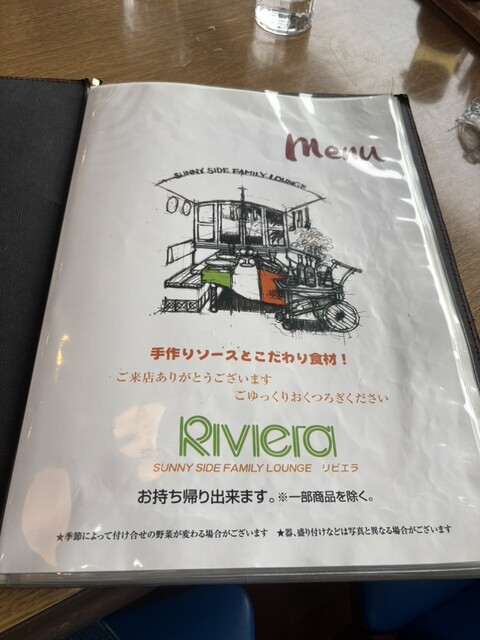 Menu
SUNNY SIDE FAMILY LOUNGE
手作りソースとこだわり食材！
ご来店ありがとうございます
ごゆっくりおくつろぎください
Riviera
SUNNY SIDE FAMILY LOUNGE リビエラ
お持ち帰り出来ます。※一部商品を除く。
★季節によって付け合せの野菜が変わる場合がございます ★器、盛り付けなどは写真と異なる場合がございます